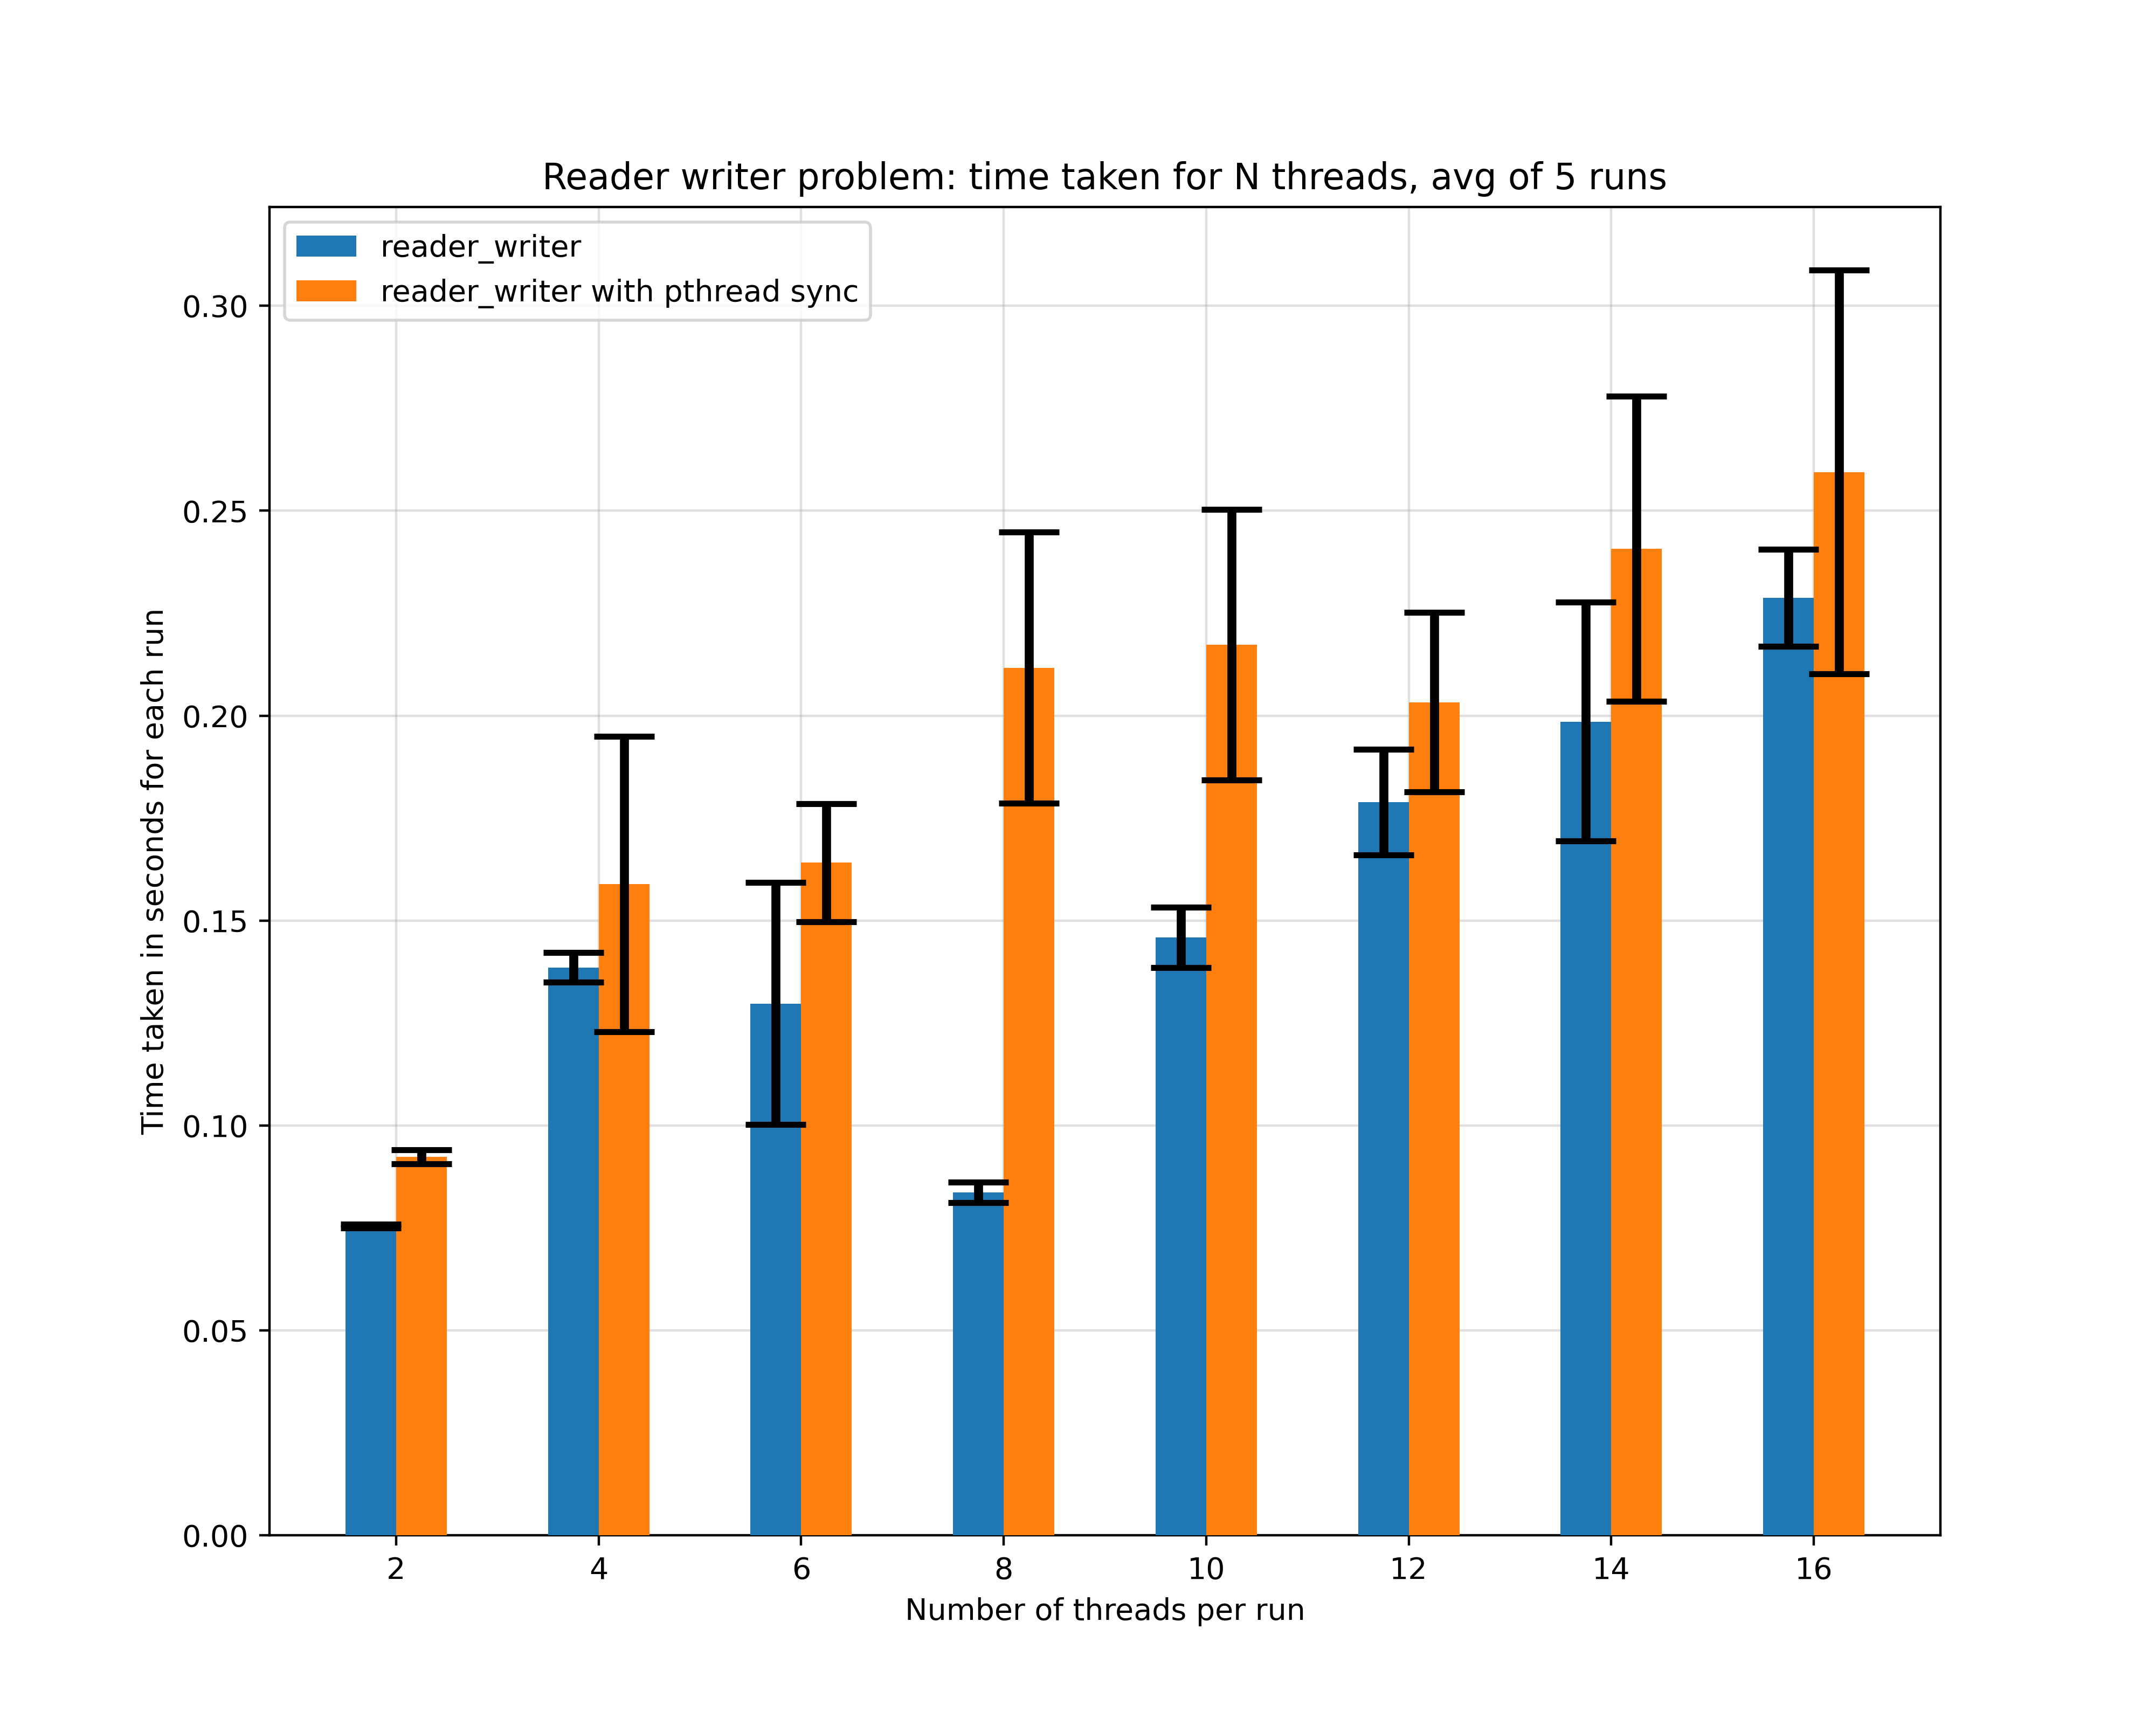 Reader writer problem: time taken for N threads, avg of 5 runs
reader_writer
reader_writer with pthread sync
0.30
0.25
0.20
0.15
0.10
0.05
0.00
Time taken in seconds for each run
2 4 6 8 10 12 14 16
Number of threads per run